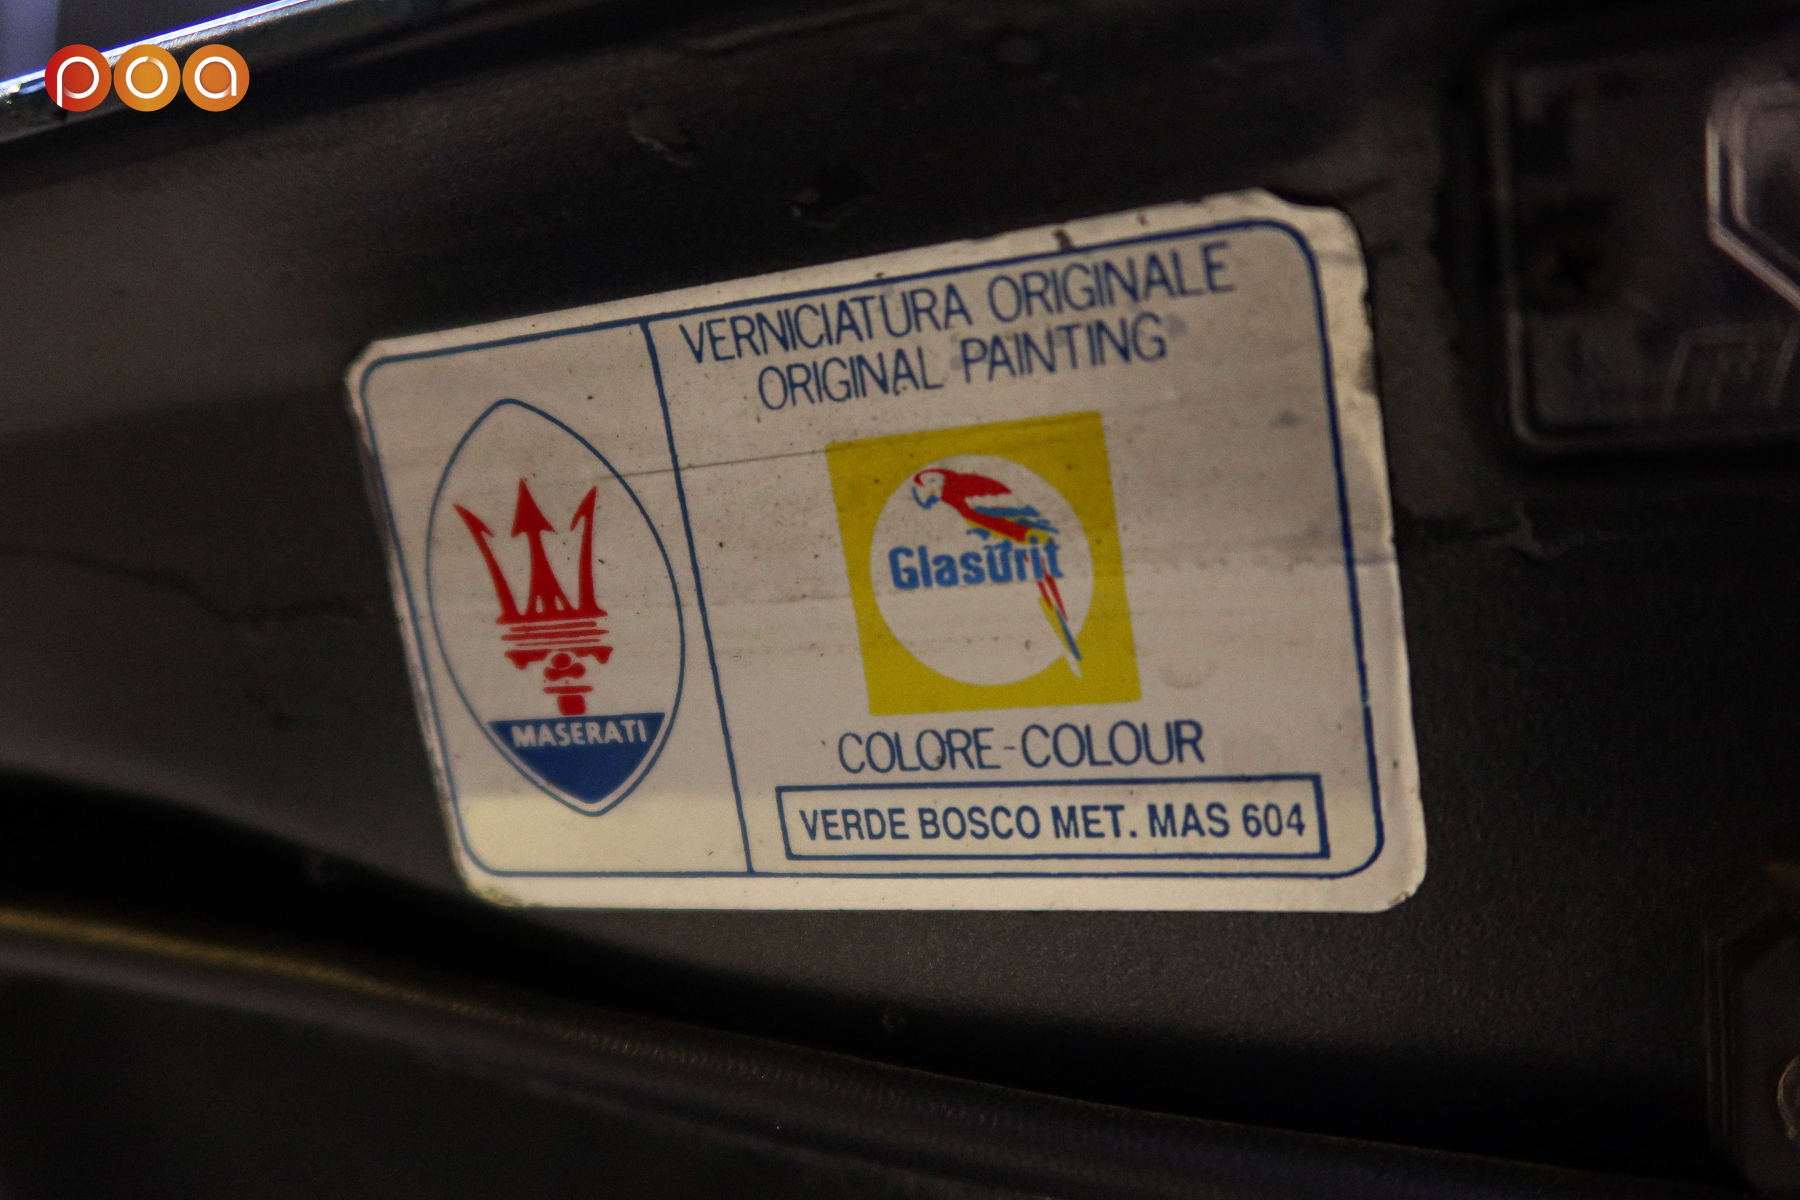 poa
VERNICIATURA ORIGINALE
ORIGINAL PAINTING
Glasurit
MASERATI
COLORE-COLOUR
VERDE BOSCO MET. MAS 604